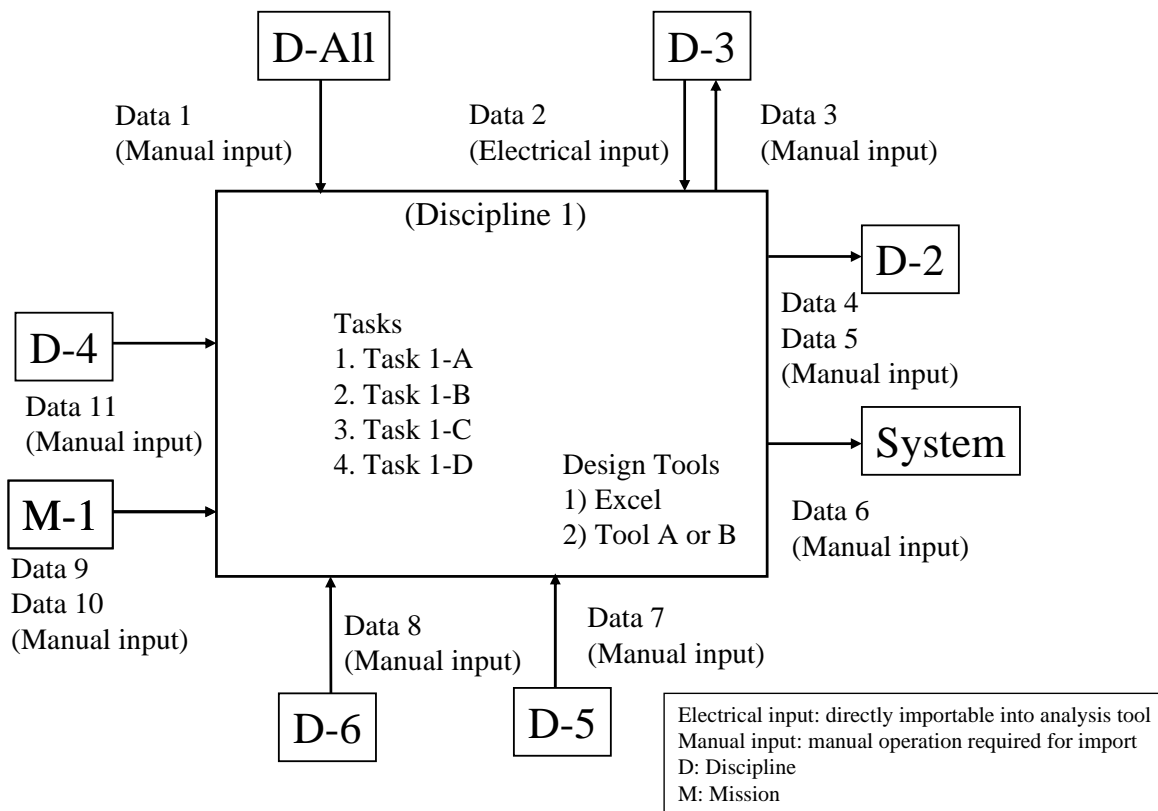 D-All
D-3
Data 1
(Manual input)
Data 2
(Electrical input)
Data 3
(Manual input)
(Discipline 1)
D-2
Data 4
Data 5
(Manual input)
Tasks
1. Task 1-A
2. Task 1-B
3. Task 1-C
4. Task 1-D
D-4
Data 11
(Manual input)
System
Data 6
(Manual input)
Design Tools
1) Excel
2) Tool A or B
M-1
Data 9
Data 10
(Manual input)
Data 8
(Manual input)
Data 7
(Manual input)
D-6
D-5
Electrical input: directly importable into analysis tool
Manual input: manual operation required for import
D: Discipline
M: Mission